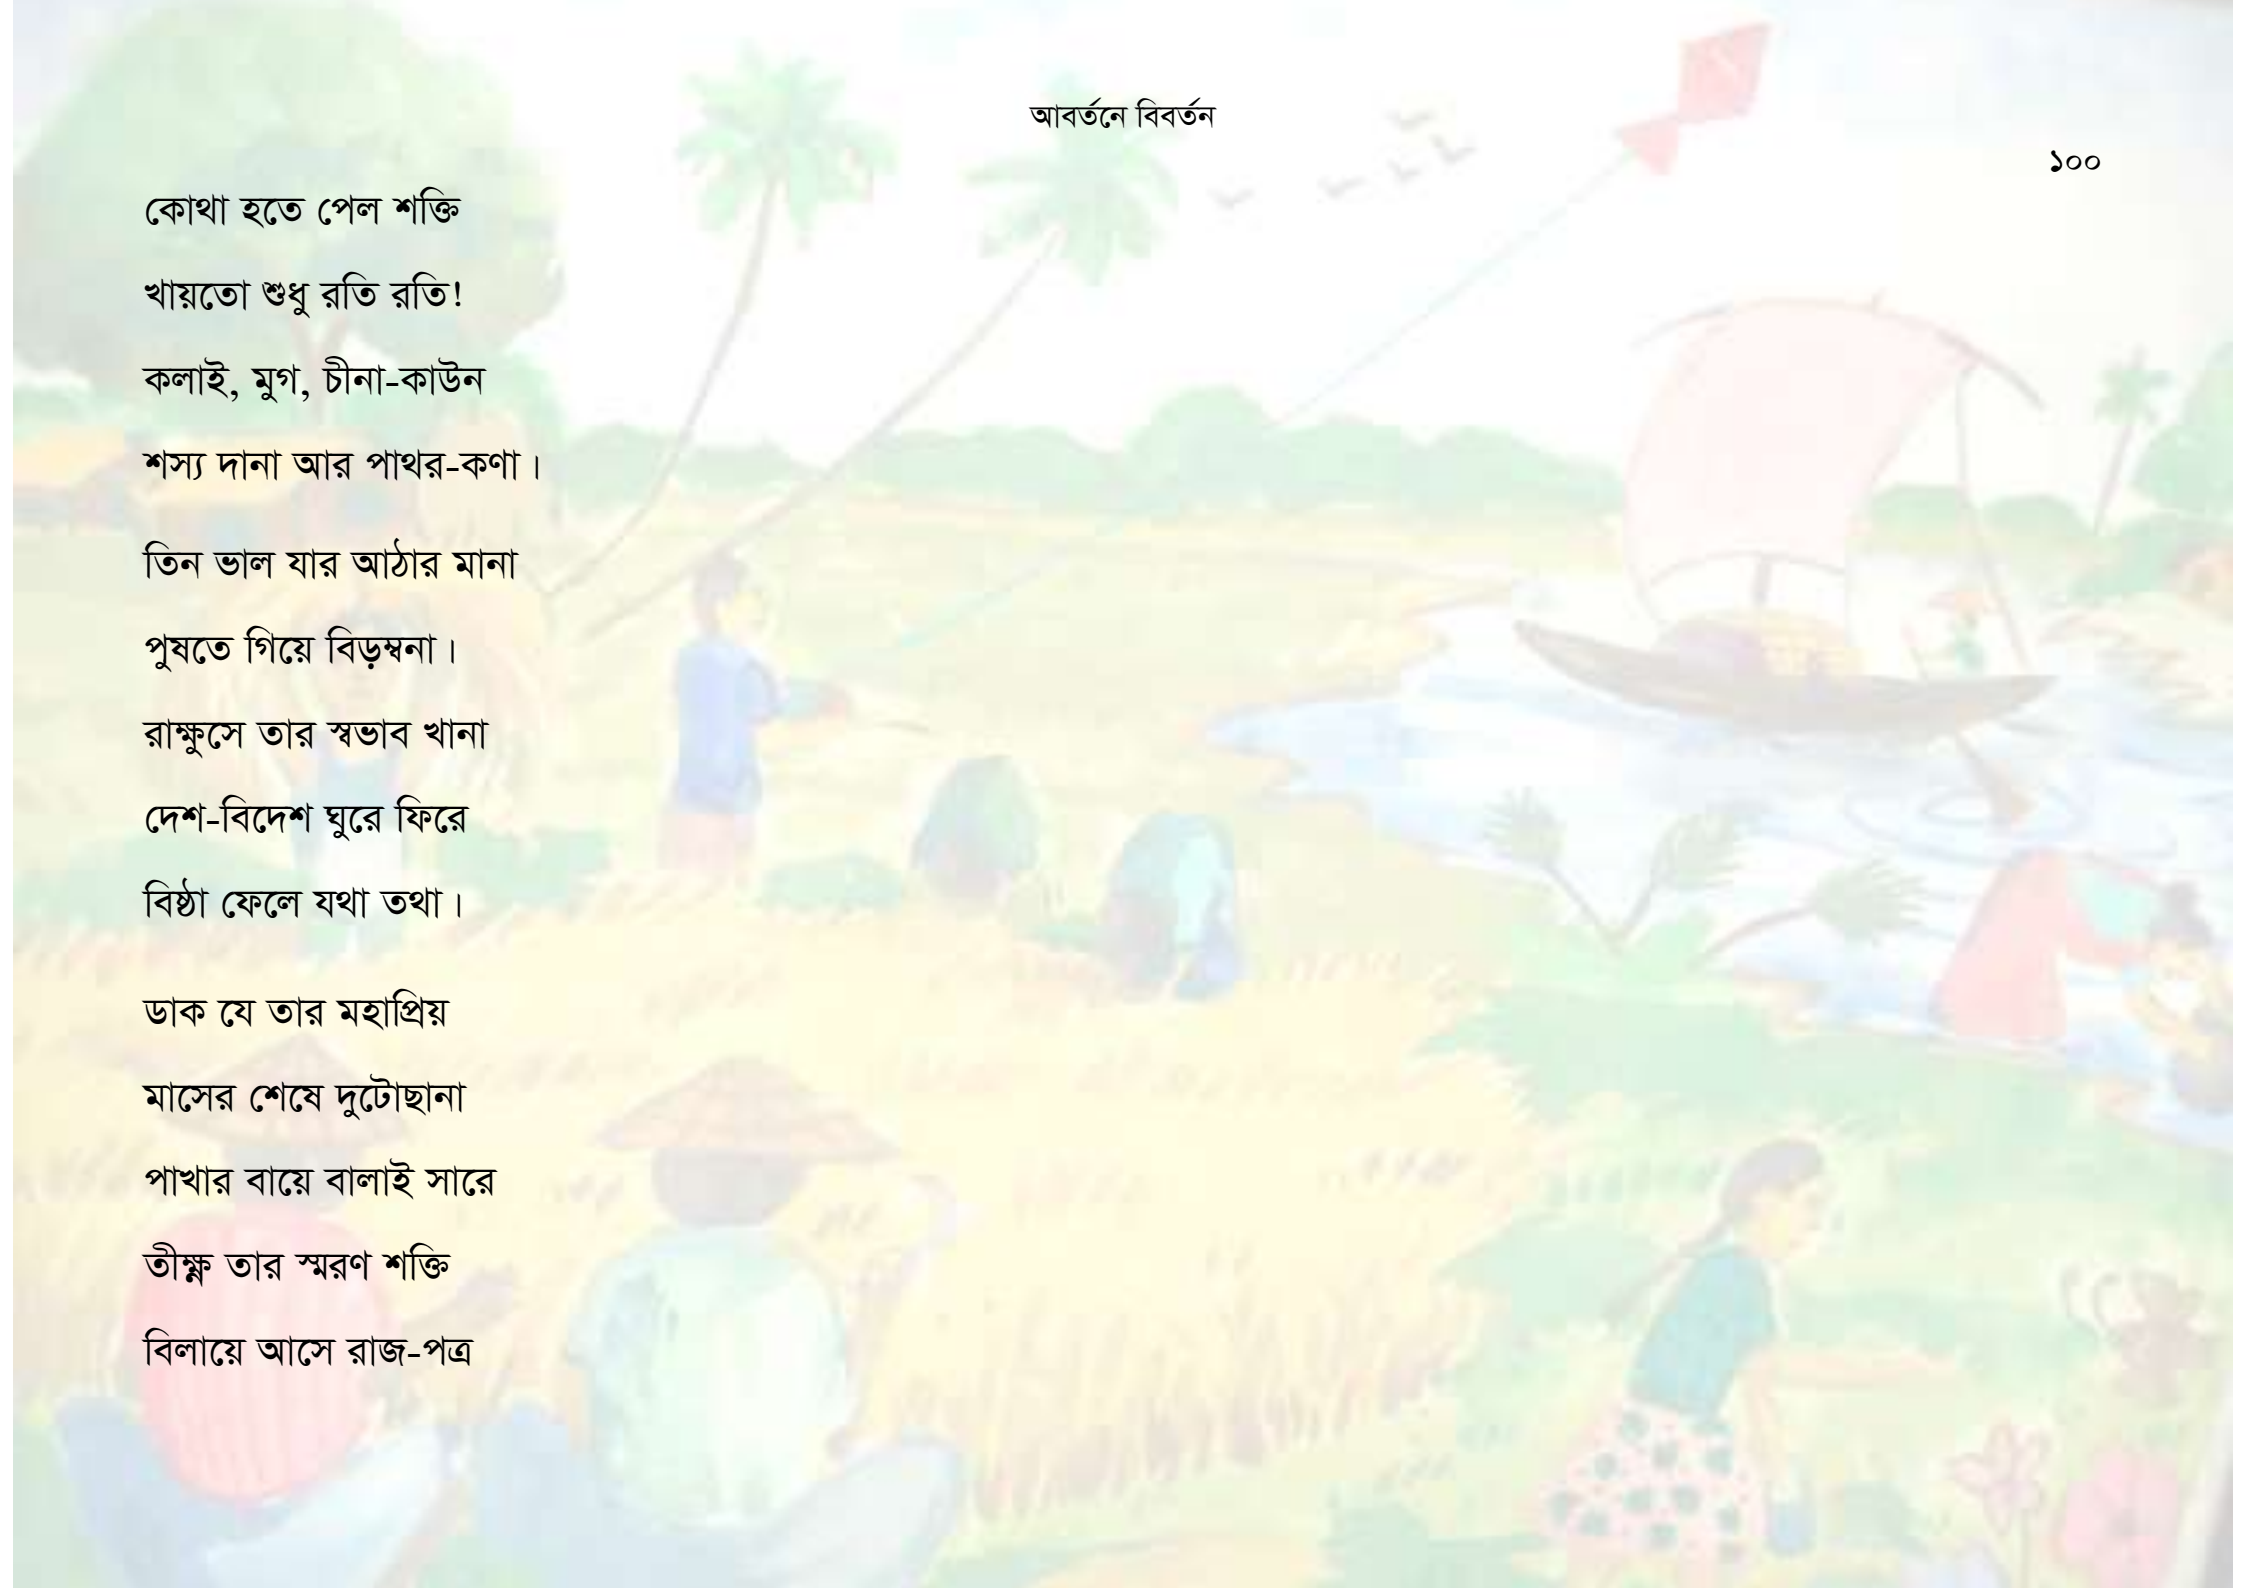 আবর্তনে বিবর্তন
১০০
কোথা হতে পেল শক্তি
খায়তো শুধু রতি রতি!
কলাই, মুগ, চীনা-কাউন
শস্য দানা আর পাথর-কণা।
তিন ভাল যার আঠার মানা
পুষতে গিয়ে বিড়ম্বনা।
রাক্ষুসে তার স্বভাব খানা
দেশ-বিদেশ ঘুরে ফিরে
বিষ্ঠা ফেলে যথা তথা।
ডাক যে তার মহাপ্রিয়
মাসের শেষে দুটোছানা
পাখার বায়ে বালাই সারে
তীক্ষ্ণ তার স্মরণ শক্তি
বিলায়ে আসে রাজ-পত্র